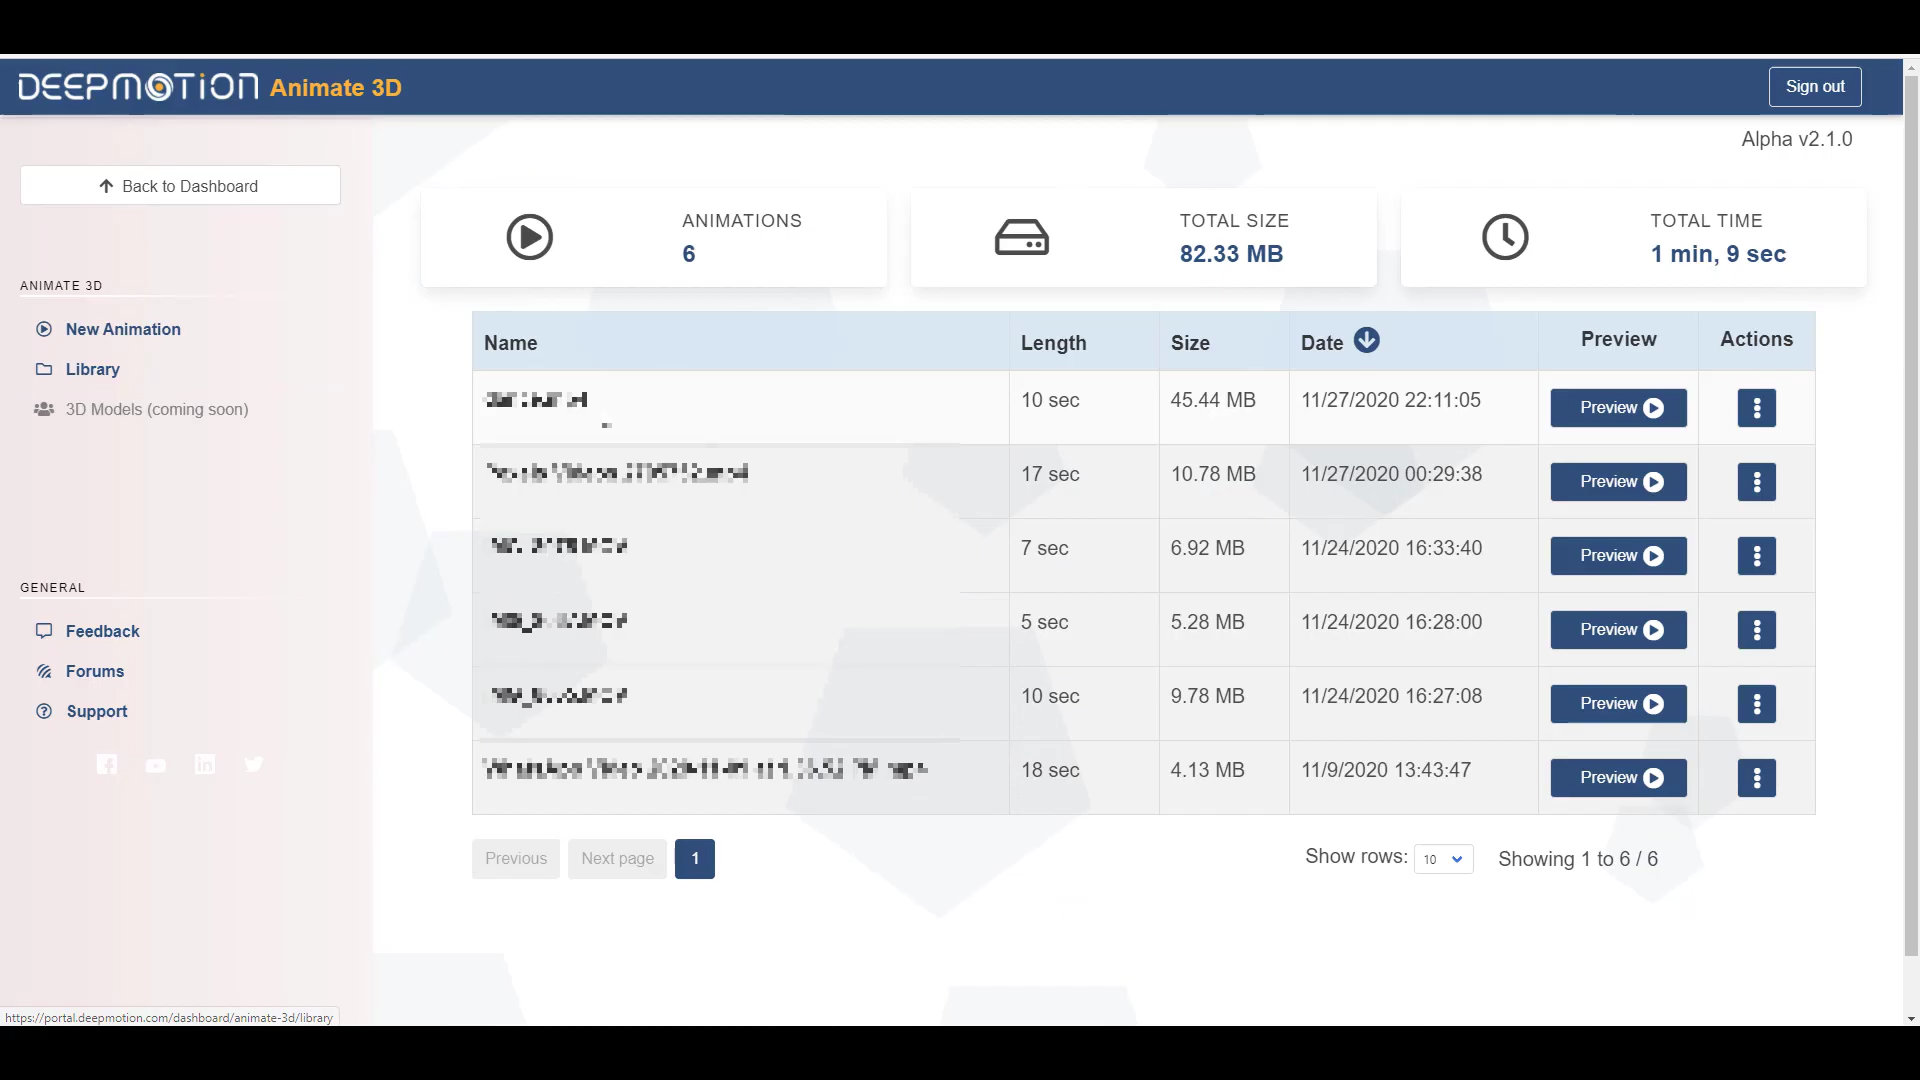 DEEPMOTION Animate 3D
Sign out
Alpha v2.1.0
Back to Dashboard
ANIMATIONS
6
TOTAL SIZE
82.33 MB
TOTAL TIME
1 min, 9 sec
ANIMATE 3D
New Animation
Library
3D Models (coming soon)
GENERAL
Feedback
Forums
Support
Name Length Size Date Preview Actions
10 sec 45.44 MB 11/27/2020 22:11:05 Preview
17 sec 10.78 MB 11/27/2020 00:29:38 Preview
7 sec 6.92 MB 11/24/2020 16:33:40 Preview
5 sec 5.28 MB 11/24/2020 16:28:00 Preview
10 sec 9.78 MB 11/24/2020 16:27:08 Preview
18 sec 4.13 MB 11/9/2020 13:43:47 Preview
Previous Next page 1 Show rows: 10 Showing 1 to 6 / 6
https://portal.deepmotion.com/dashboard/animate-3d/library